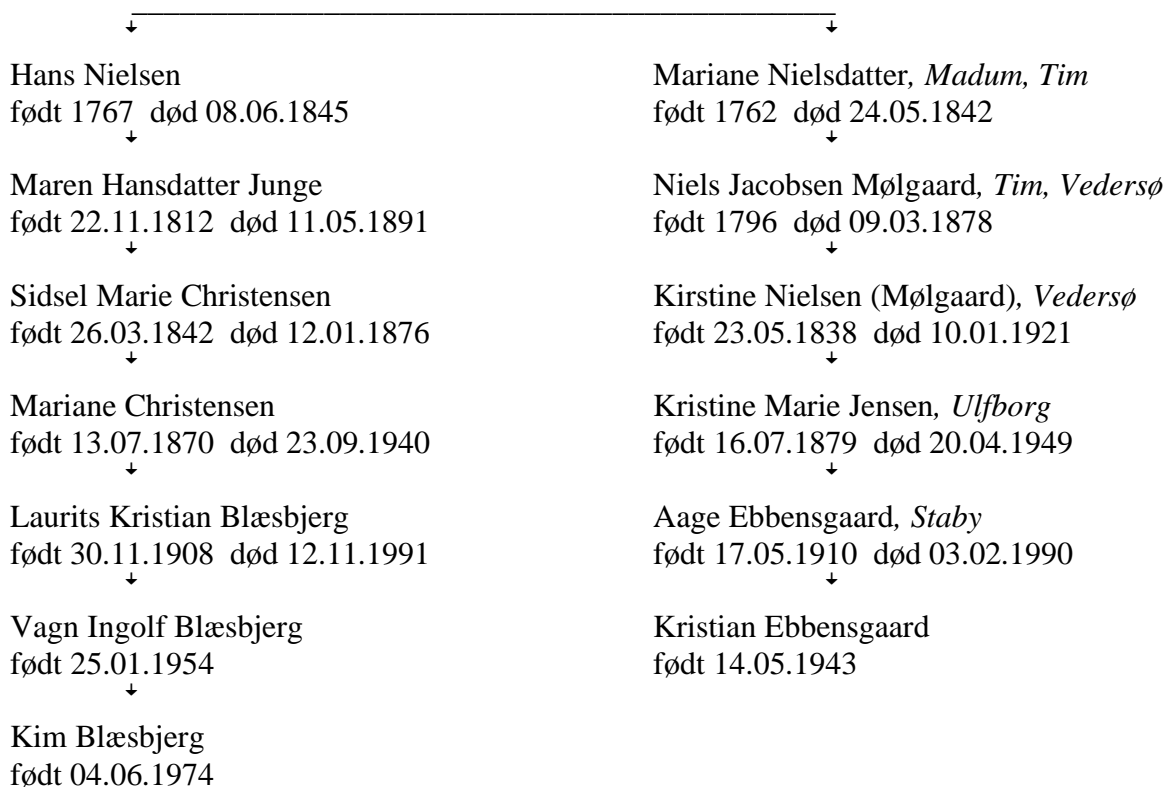 Hans Nielsen
født 1767 død 08.06.1845
Maren Hansdatter Junge
født 22.11.1812 død 11.05.1891
Sidsel Marie Christensen
født 26.03.1842 død 12.01.1876
Mariane Christensen
født 13.07.1870 død 23.09.1940
Laurits Kristian Blæsbjerg
født 30.11.1908 død 12.11.1991
Vagn Ingolf Blæsbjerg
født 25.01.1954
Kim Blæsbjerg
født 04.06.1974
Mariane Nielsdatter, Madum, Tim
født 1762 død 24.05.1842
Niels Jacobsen Mølgaard, Tim, Vedersø
født 1796 død 09.03.1878
Kirstine Nielsen (Mølgaard), Vedersø
født 23.05.1838 død 10.01.1921
Kristine Marie Jensen, Ulfborg
født 16.07.1879 død 20.04.1949
Aage Ebbensgaard, Staby
født 17.05.1910 død 03.02.1990
Kristian Ebbensgaard
født 14.05.1943